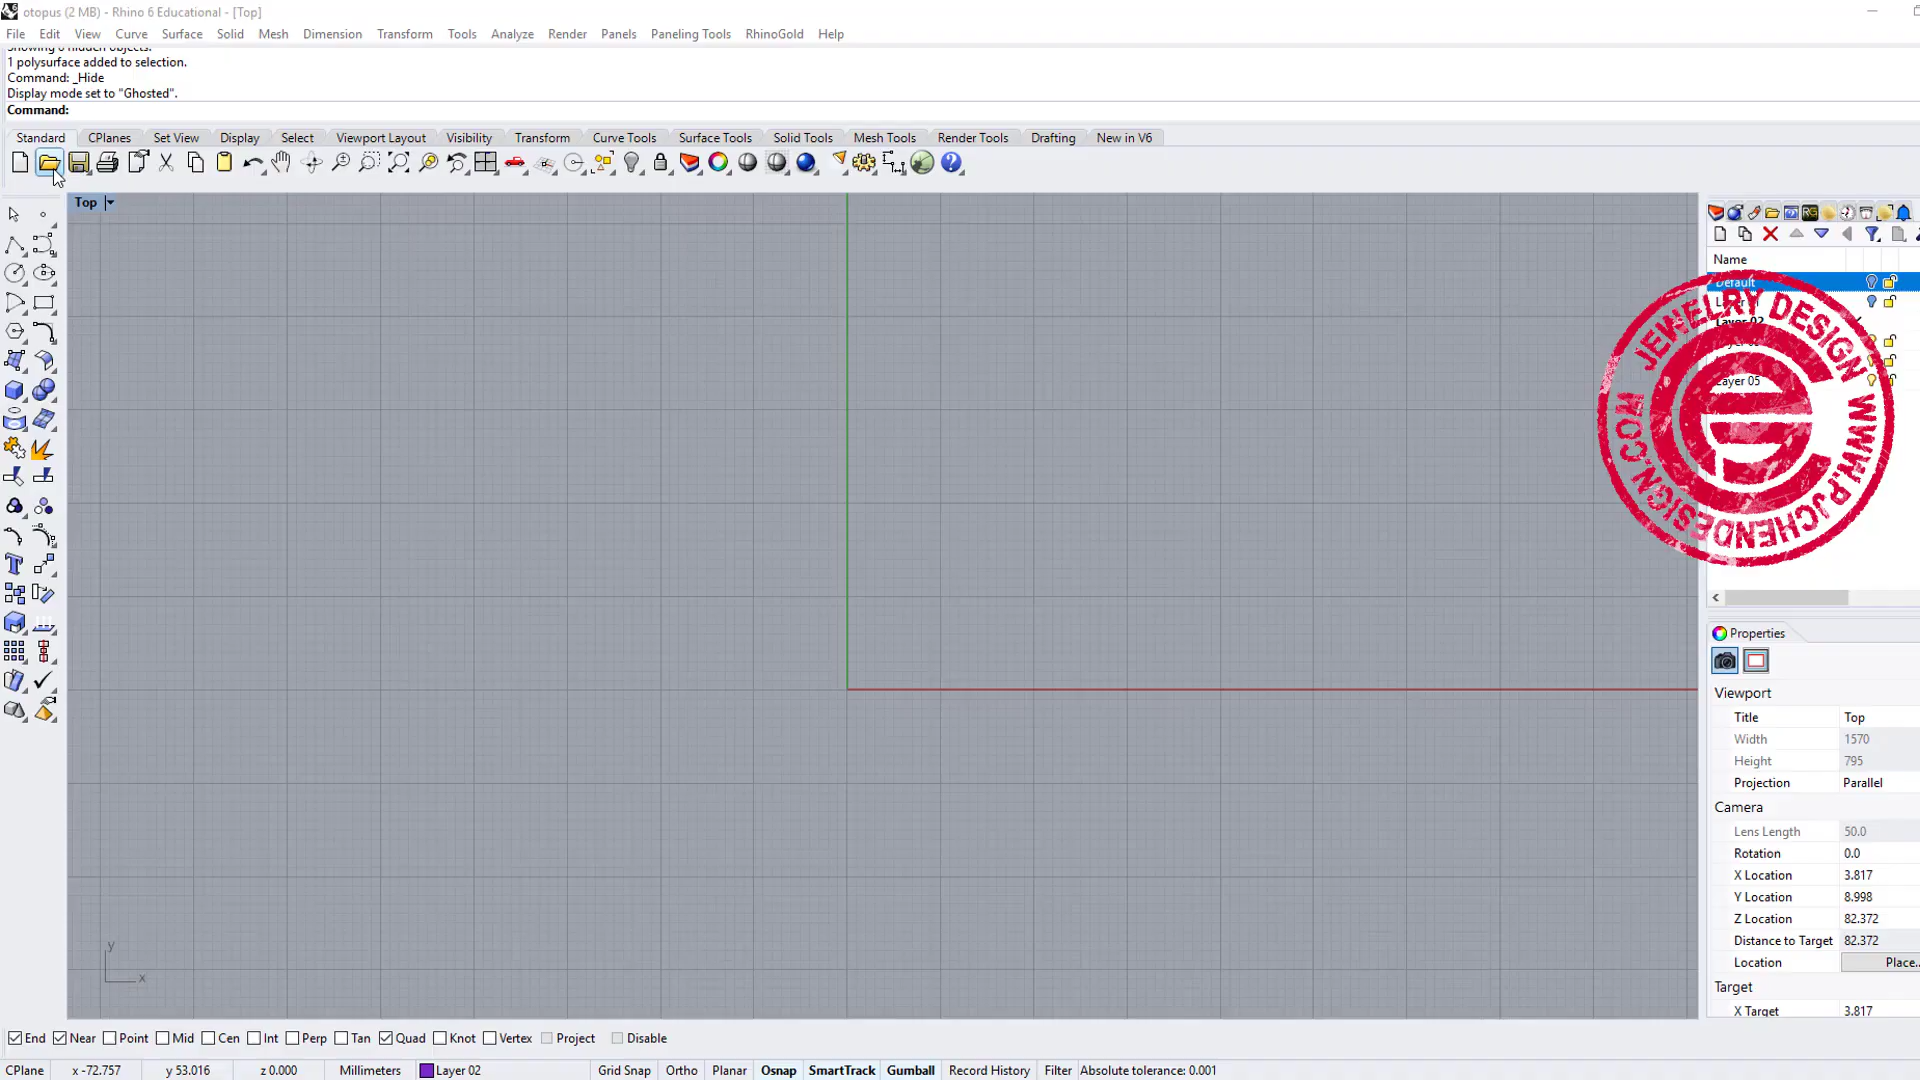 otopus (2 MB) - Rhino 6 Educational - [Top]
File Edit View Curve Surface Solid Mesh Dimension Transform Tools Analyze Render Panels Paneling Tools RhinoGold Help
Showing 6 hidden objects.
1 polysurface added to selection.
Command: _Hide
Display mode set to "Ghosted".
Command:
Standard CPlanes Set View Display Select Viewport Layout Visibility Transform Curve Tools Surface Tools Solid Tools Mesh Tools Render Tools Drafting New in V6
Top
Name
Default
Layer 02
Layer 05
JEWELRY DESIGN WWW.PJCHENDESIGN.COM
Properties
Viewport
Title Top
Width 1570
Height 795
Projection Parallel
Camera
Lens Length 50.0
Rotation 0.0
X Location 3.817
Y Location 8.998
Z Location 82.372
Distance to Target 82.372
Location Place...
Target
X Target 3.817
y
x
End Near Point Mid Cen Int Perp Tan Quad Knot Vertex Project Disable
CPlane x -72.757 y 53.016 z 0.000 Millimeters Layer 02 Grid Snap Ortho Planar Osnap SmartTrack Gumball Record History Filter Absolute tolerance: 0.001